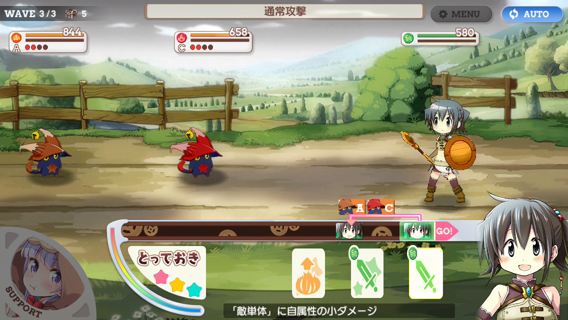 WAVE 3/3 5
通常攻撃
MENU
AUTO
844
A
658
C
580
A
C
GO!
とっておき
SUPPORT
「敵単体」に自属性の小ダメージ